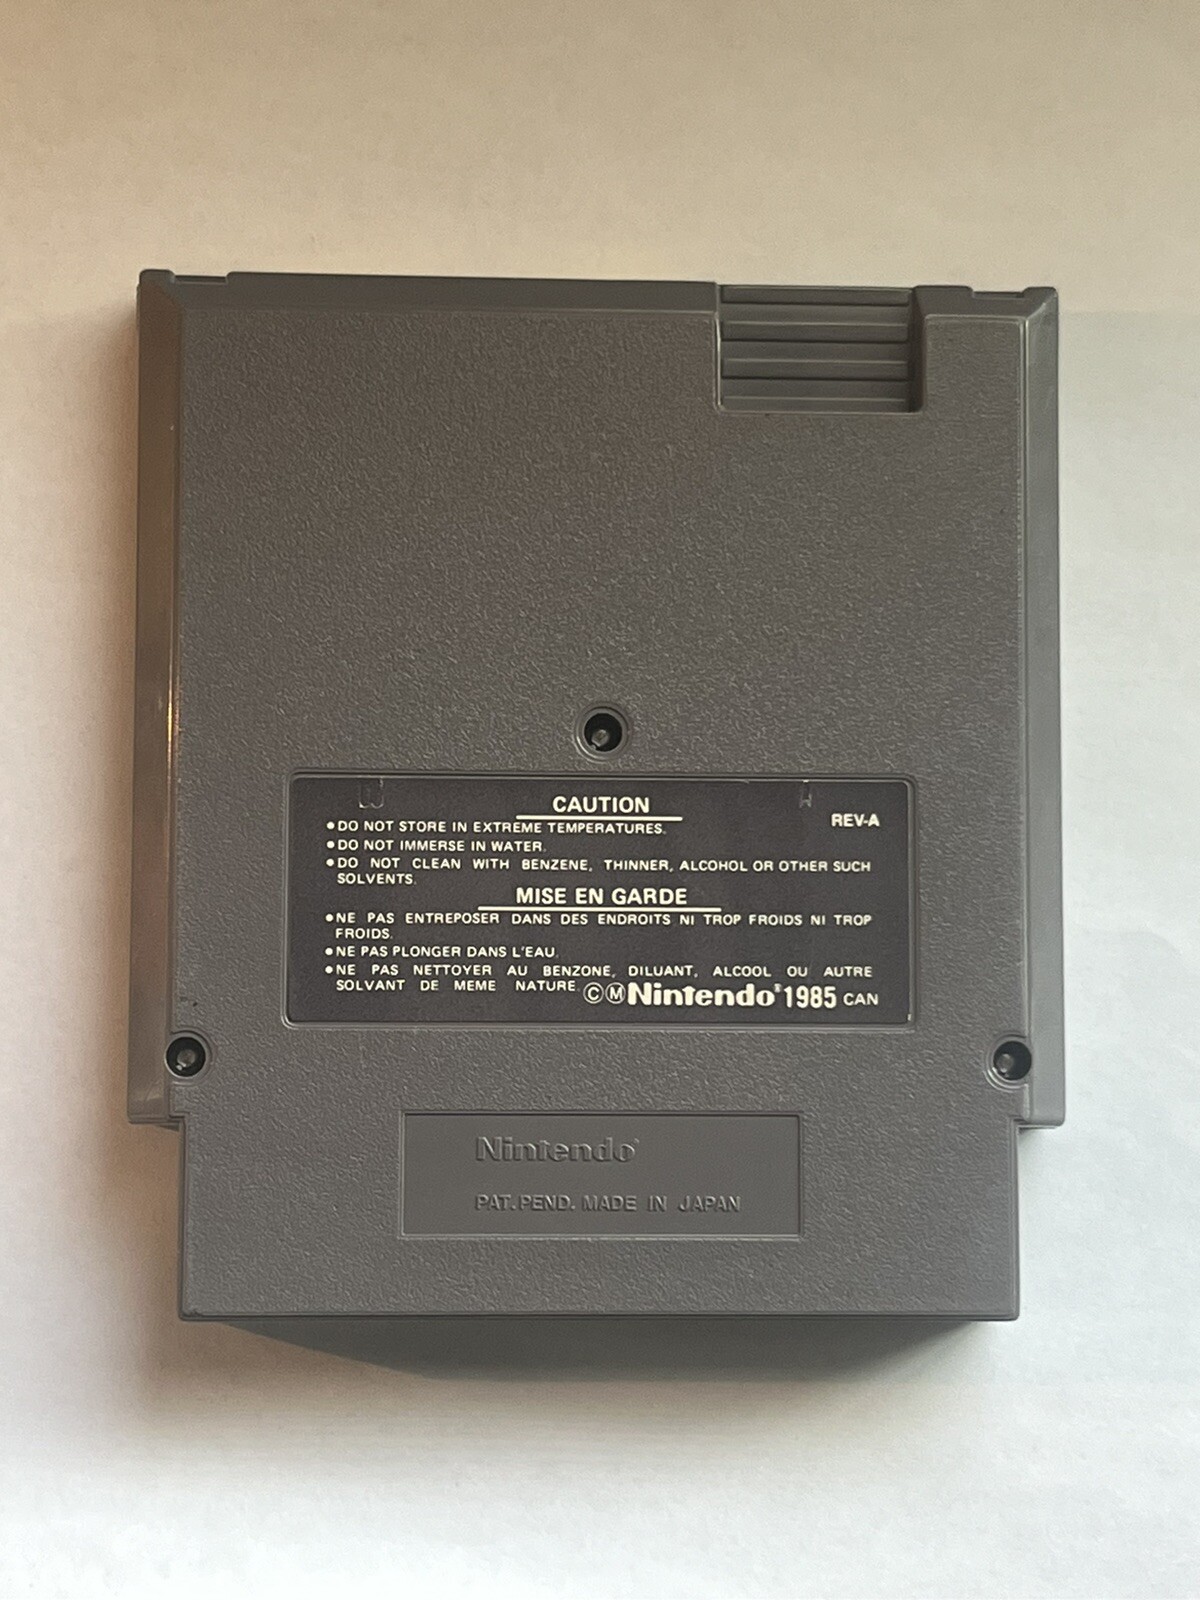 CAUTION
REV-A
•DO NOT STORE IN EXTREME TEMPERATURES.
•DO NOT IMMERSE IN WATER.
•DO NOT CLEAN WITH BENZENE, THINNER, ALCOHOL OR OTHER SUCH
SOLVENTS.
MISE EN GARDE
•NE PAS ENTREPOSER DANS DES ENDROITS NI TROP FROIDS NI TROP
FROIDS.
•NE PAS PLONGER DANS L'EAU.
•NE PAS NETTOYER AU BENZONE, DILUANT, ALCOOL OU AUTRE
SOLVANT DE MEME NATURE.
©Ⓜ Nintendo® 1985 CAN
Nintendo®
PAT. PEND. MADE IN JAPAN